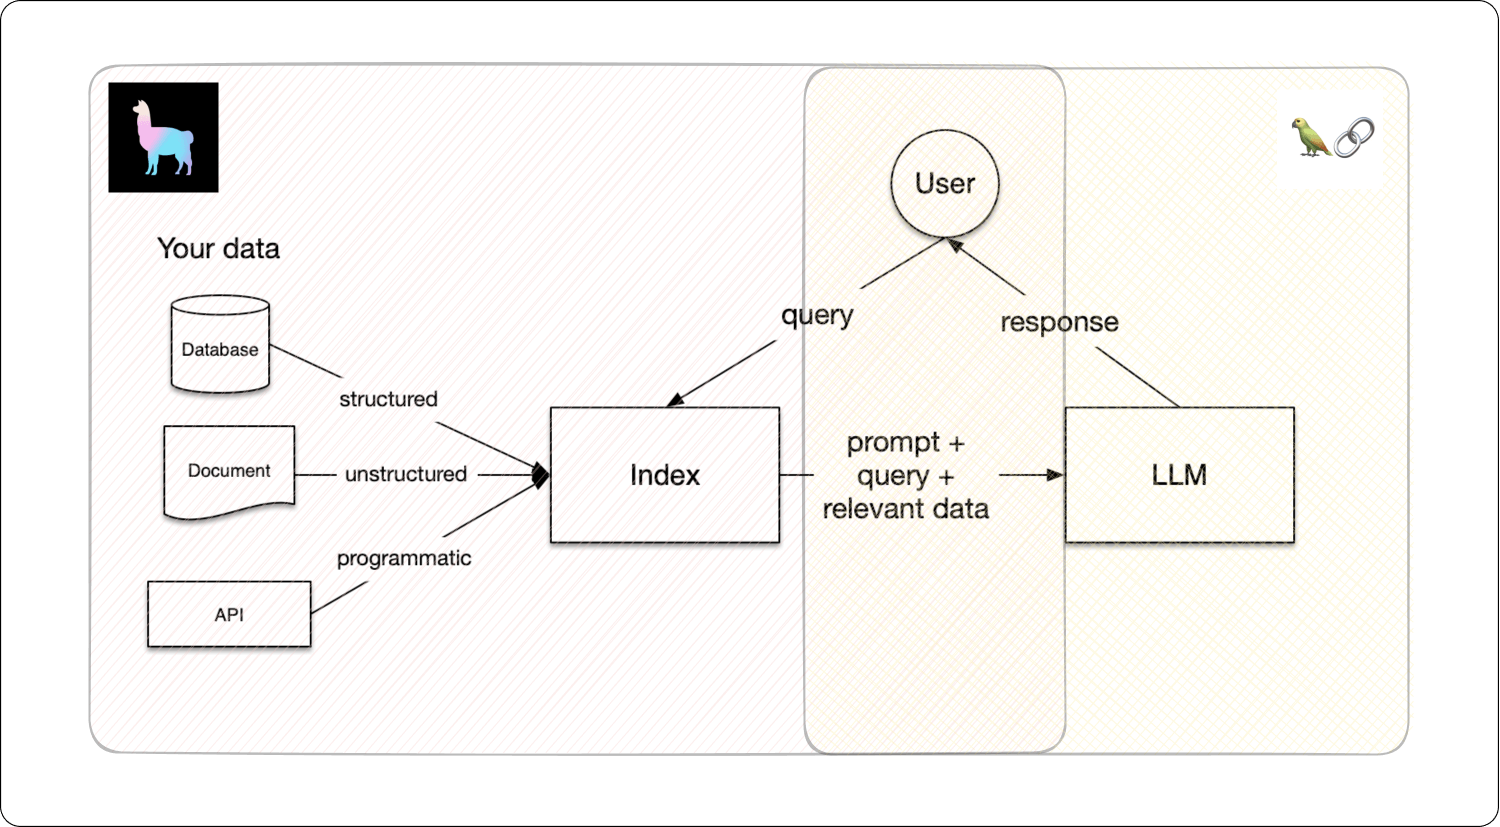 User
Your data
Database
query
response
structured
Document
unstructured
Index
prompt +
query +
relevant data
LLM
programmatic
API